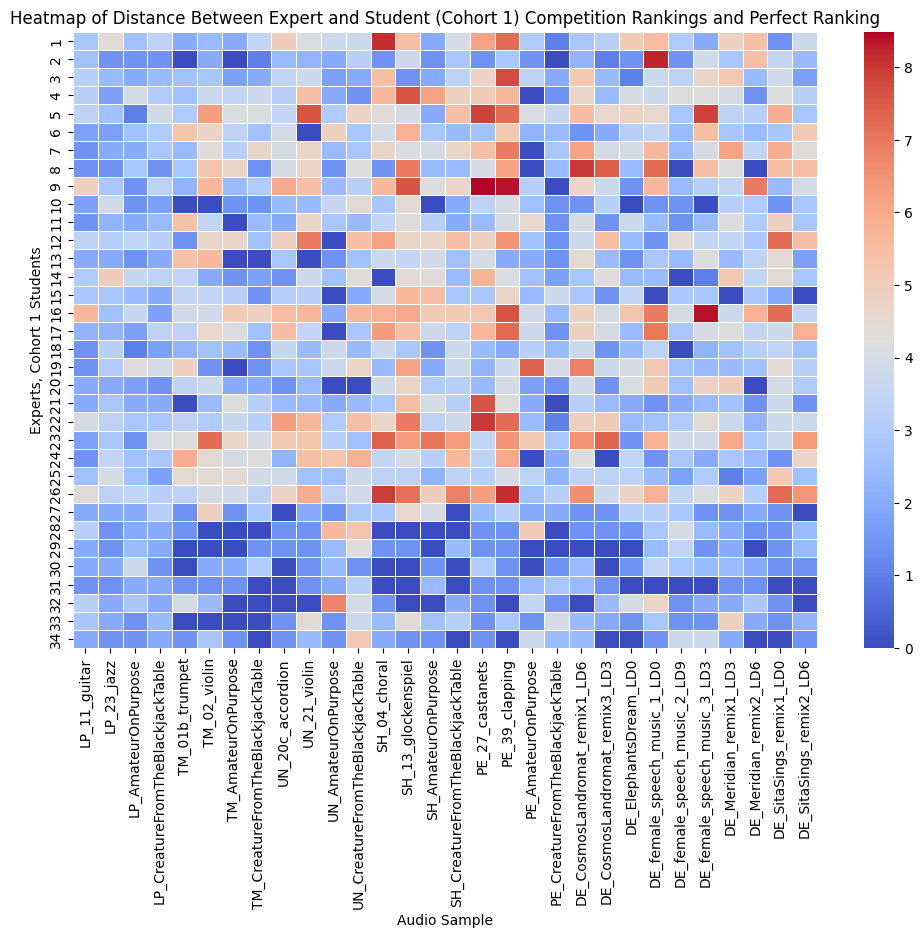 Heatmap of Distance Between Expert and Student (Cohort 1) Competition Rankings and Perfect Ranking
Experts, Cohort 1 Students
1
2
3
4
5
6
7
8
9
10
11
12
13
14
15
16
17
18
19
20
21
22
23
24
25
26
27
28
29
30
31
32
33
34
8
7
6
5
4
3
2
1
0
LP_11_guitar
LP_23_jazz
LP_AmateurOnPurpose
LP_CreatureFromTheBlackjackTable
TM_01b_trumpet
TM_02_violin
TM_AmateurOnPurpose
TM_CreatureFromTheBlackjackTable
UN_20c_accordion
UN_21_violin
UN_AmateurOnPurpose
UN_CreatureFromTheBlackjackTable
SH_04_choral
SH_13_glockenspiel
SH_AmateurOnPurpose
SH_CreatureFromTheBlackjackTable
PE_27_castanets
PE_39_clapping
PE_AmateurOnPurpose
PE_CreatureFromTheBlackjackTable
DE_CosmosLandromat_remix1_LD6
DE_CosmosLandromat_remix3_LD3
DE_ElephantsDream_LD0
DE_female_speech_music_1_LD0
DE_female_speech_music_2_LD9
DE_female_speech_music_3_LD3
DE_Meridian_remix1_LD3
DE_Meridian_remix2_LD6
DE_SitaSings_remix1_LD0
DE_SitaSings_remix2_LD6
Audio Sample